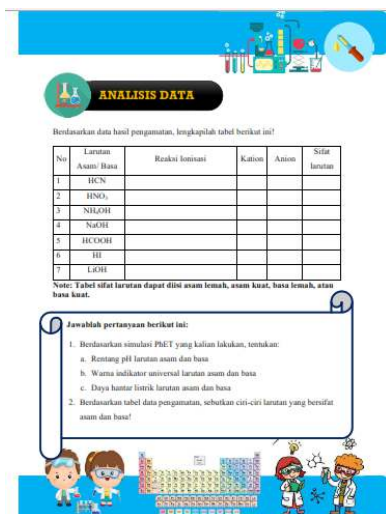 ANALISIS DATA
Berdasarkan data hasil pengamatan, lengkapilah tabel berikut ini!
No Larutan Asam/ Basa Reaksi Ionisasi Kation Anion Sifat larutan
1 HCN
2 HNO₃
3 NH₄OH
4 NaOH
5 HCOOH
6 HI
7 LiOH
Note: Tabel sifat larutan dapat diisi asam lemah, asam kuat, basa lemah, atau
basa kuat.
Jawablah pertanyaan berikut ini:
1. Berdasarkan simulasi PhET yang kalian lakukan, tentukan:
a. Rentang pH larutan asam dan basa
b. Warna indikator universal larutan asam dan basa
c. Daya hantar listrik larutan asam dan basa
2. Berdasarkan tabel data pengamatan, sebutkan ciri-ciri larutan yang bersifat
asam dan basa!